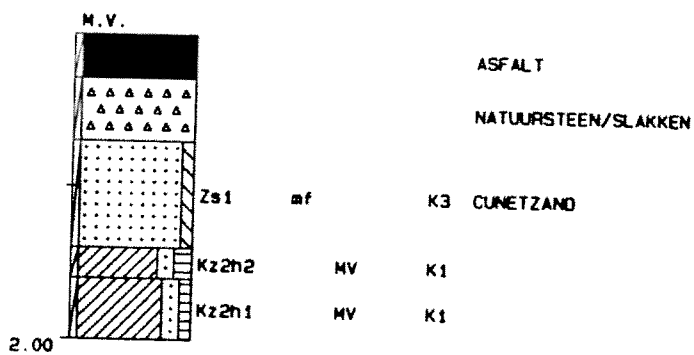 M.V.
ASFALT
NATUURSTEEN/SLAKKEN
Zs1 mf K3 CUNETZAND
Kz2h2 MV K1
Kz2h1 MV K1
2.00